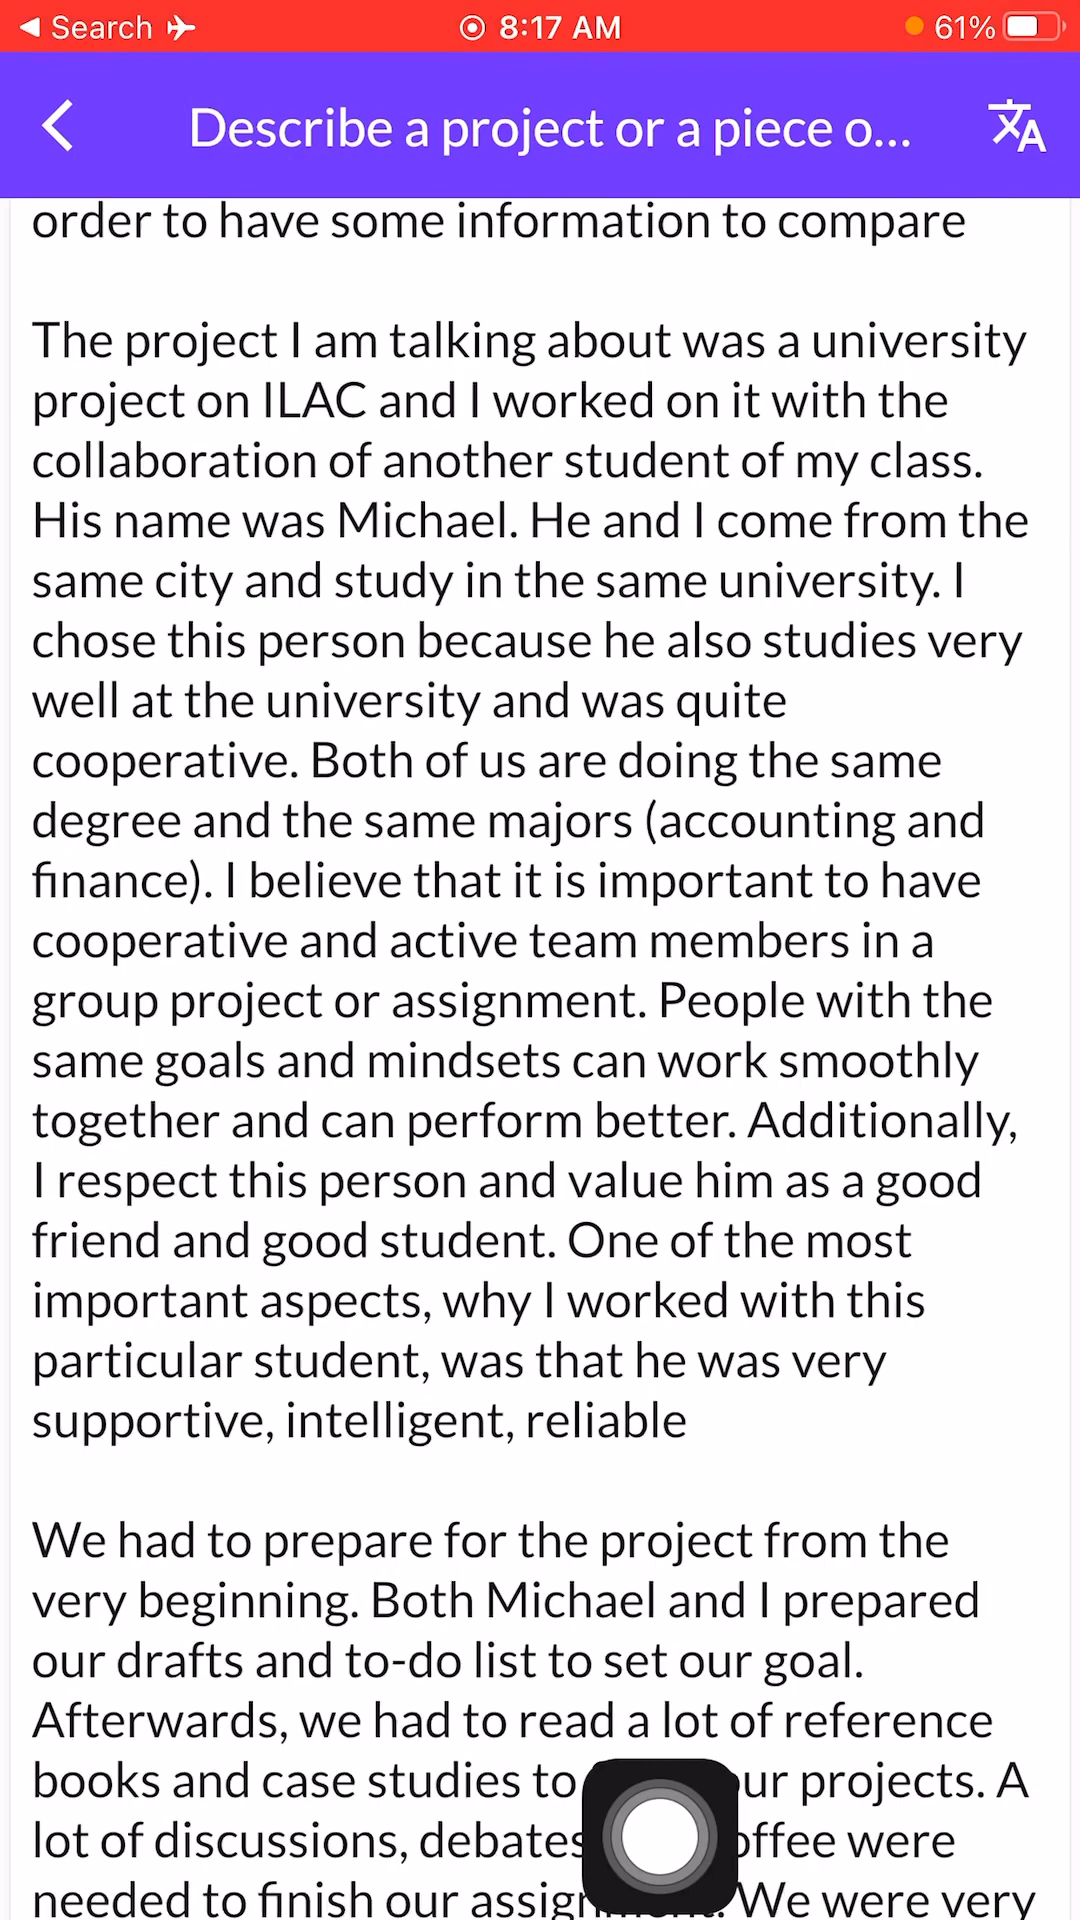 Search
8:17 AM
61%
Describe a project or a piece o...
order to have some information to compare
The project I am talking about was a university
project on ILAC and I worked on it with the
collaboration of another student of my class.
His name was Michael. He and I come from the
same city and study in the same university. I
chose this person because he also studies very
well at the university and was quite
cooperative. Both of us are doing the same
degree and the same majors (accounting and
finance). I believe that it is important to have
cooperative and active team members in a
group project or assignment. People with the
same goals and mindsets can work smoothly
together and can perform better. Additionally,
I respect this person and value him as a good
friend and good student. One of the most
important aspects, why I worked with this
particular student, was that he was very
supportive, intelligent, reliable
We had to prepare for the project from the
very beginning. Both Michael and I prepared
our drafts and to-do list to set our goal.
Afterwards, we had to read a lot of reference
books and case studies to projects. A
lot of discussions, debates were
needed to finish our We were very